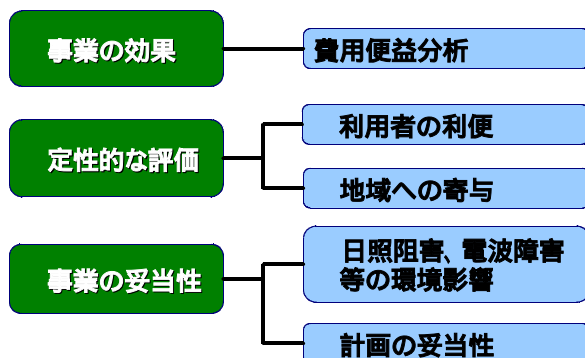 事業の効果
費用便益分析
定性的な評価
利用者の利便
地域への寄与
事業の妥当性
日照阻害、電波障害
等の環境影響
計画の妥当性